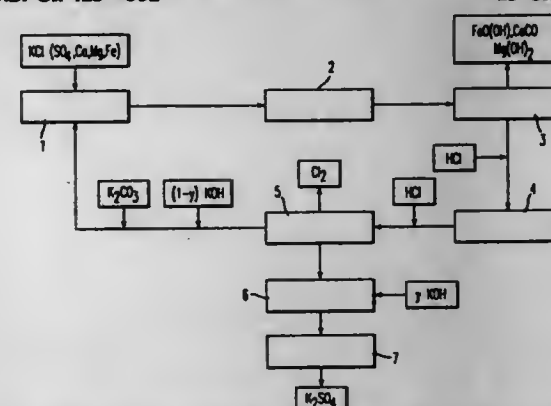 KCl (SO₄,Ca,Mg,Fe)
FeO(OH),CaCO
Mg(OH)₂
1
2
3
HCl
K₂CO₃
(1-y) KOH
Cl₂
HCl
5
4
6
y KOH
7
K₂SO₄